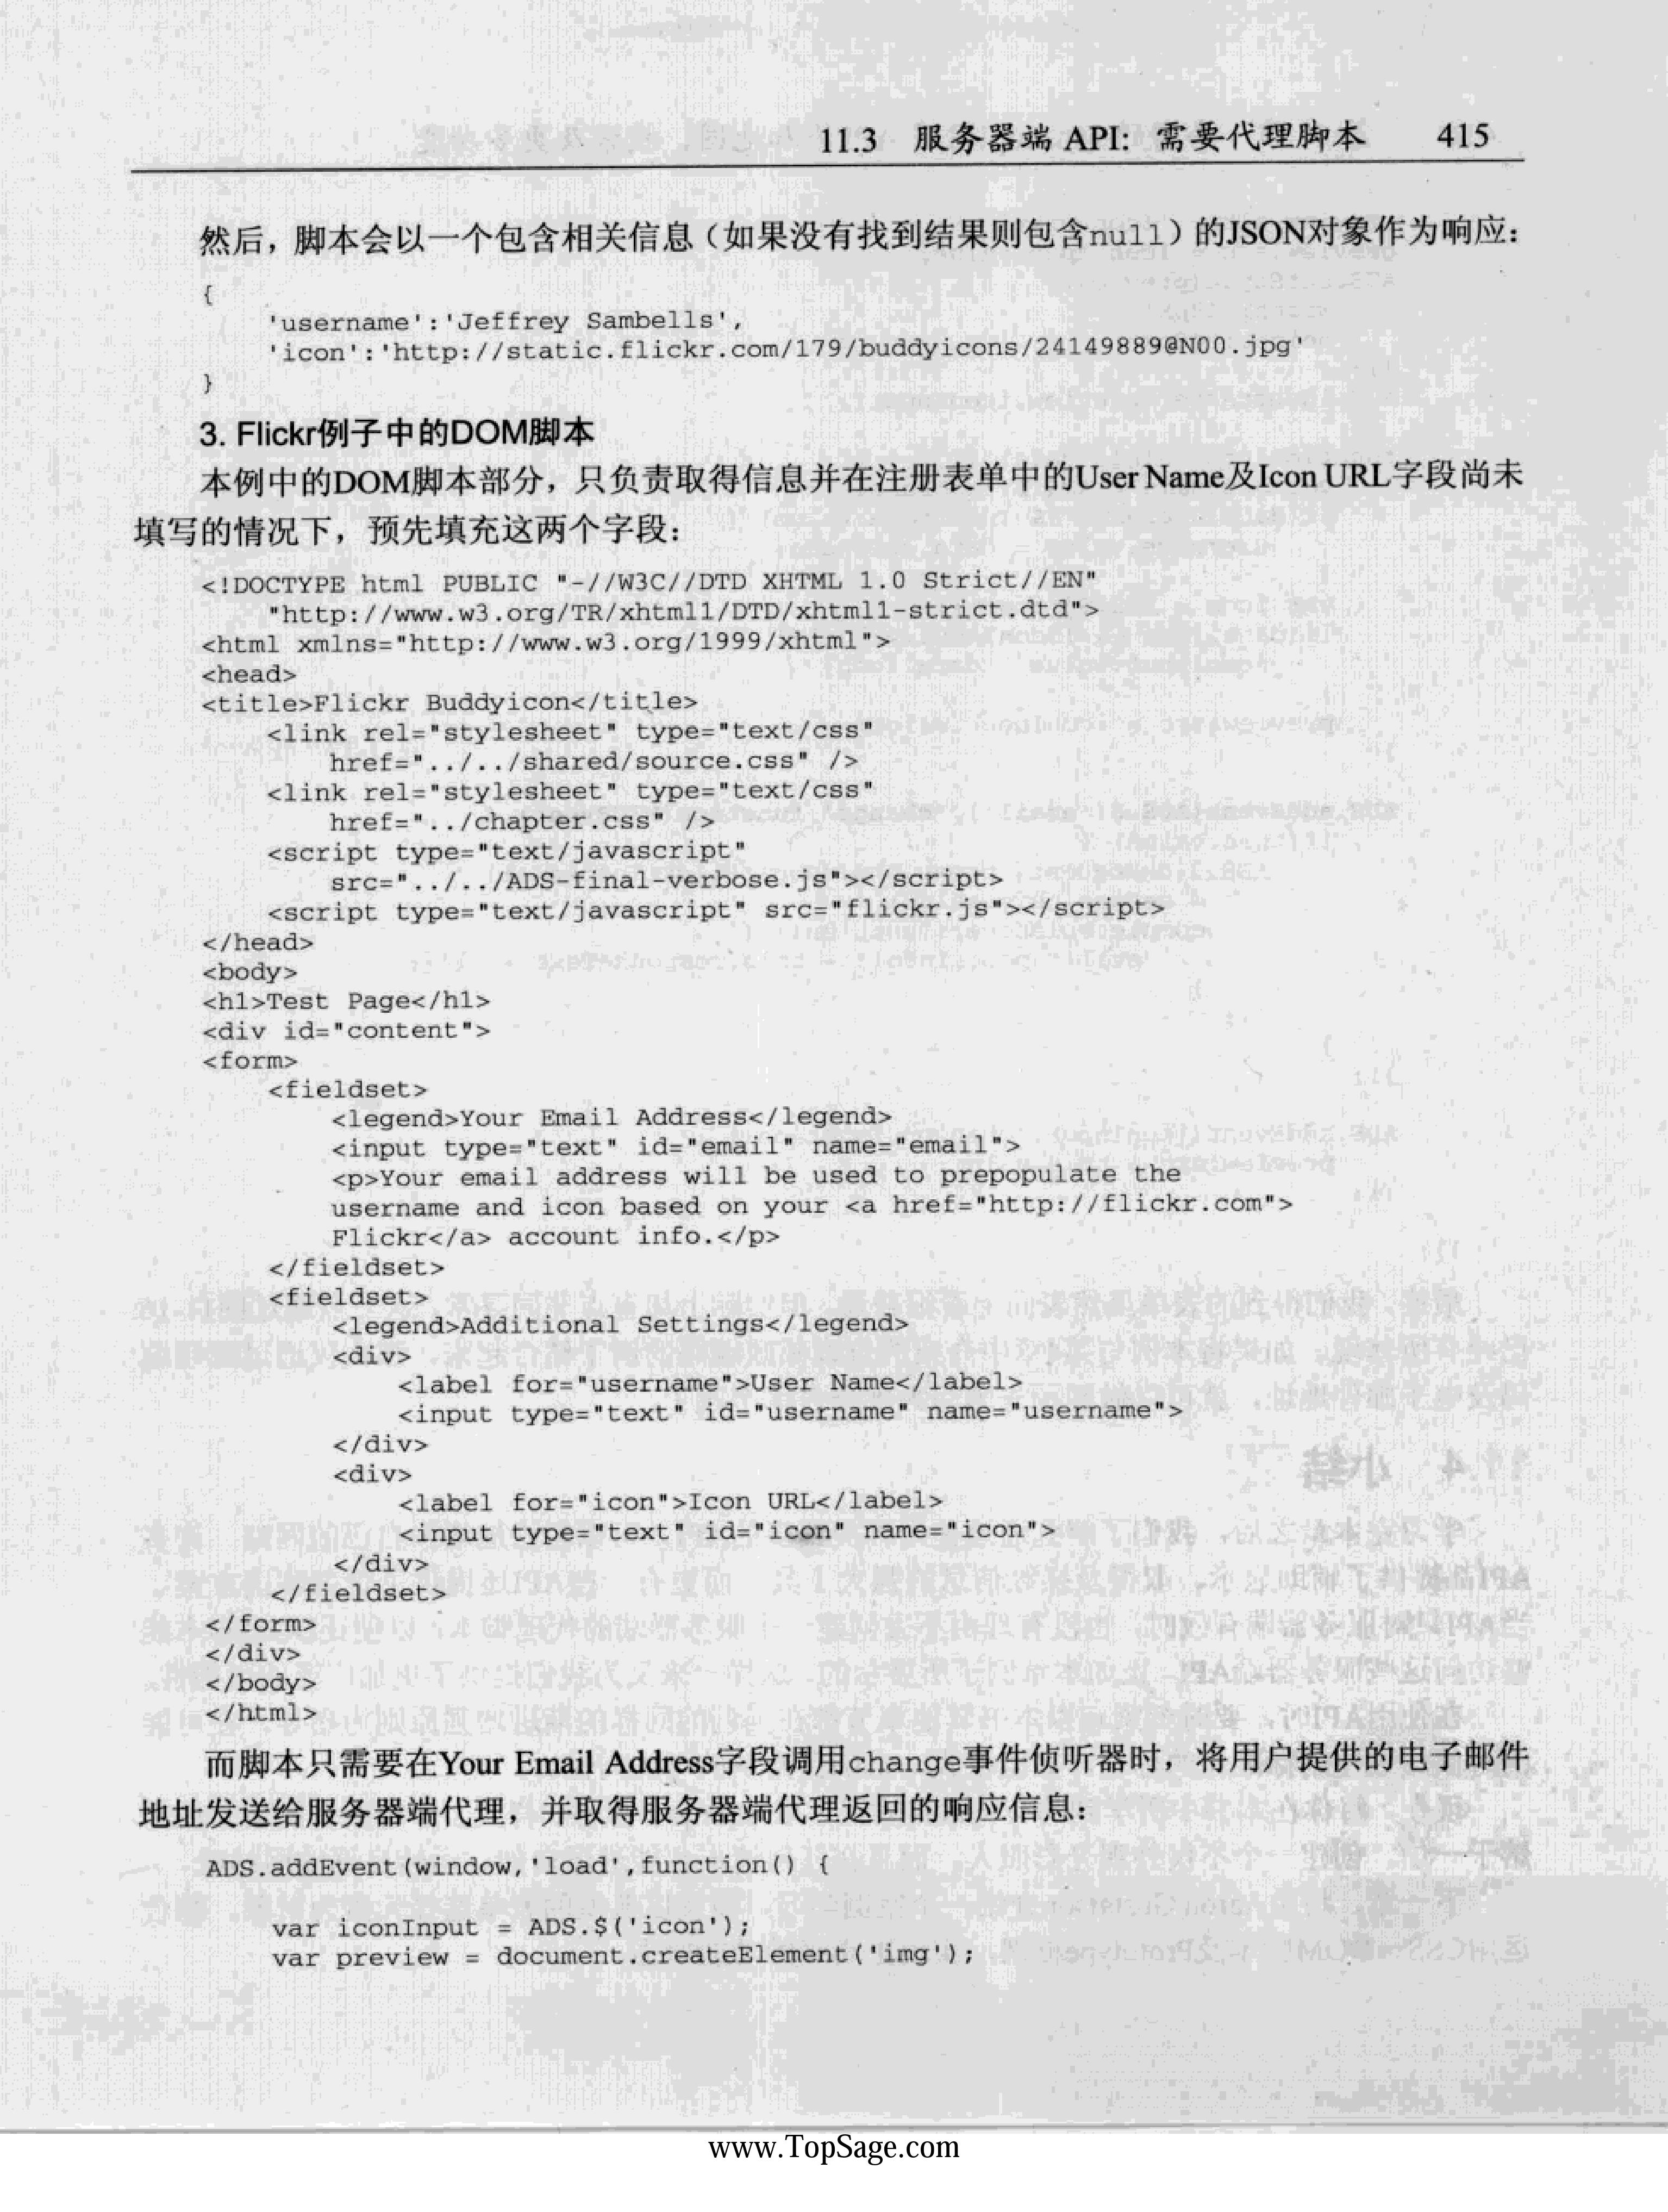 11.3 服务器端 API: 需要代理脚本 415
然后，脚本会以一个包含相关信息（如果没有找到结果则包含null）的JSON对象作为响应：
{
    'username':'Jeffrey Sambells',
    'icon':'http://static.flickr.com/179/buddyicons/24149889@N00.jpg'
}
3. Flickr例子中的DOM脚本
本例中的DOM脚本部分，只负责取得信息并在注册表单中的User Name及Icon URL字段尚未
填写的情况下，预先填充这两个字段：
<!DOCTYPE html PUBLIC "-//W3C//DTD XHTML 1.0 Strict//EN"
    "http://www.w3.org/TR/xhtml1/DTD/xhtml1-strict.dtd">
<html xmlns="http://www.w3.org/1999/xhtml">
<head>
<title>Flickr Buddyicon</title>
    <link rel="stylesheet" type="text/css"
        href="../../shared/source.css" />
    <link rel="stylesheet" type="text/css"
        href="../chapter.css" />
    <script type="text/javascript"
        src="../../ADS-final-verbose.js"></script>
    <script type="text/javascript" src="flickr.js"></script>
</head>
<body>
<h1>Test Page</h1>
<div id="content">
<form>
    <fieldset>
        <legend>Your Email Address</legend>
        <input type="text" id="email" name="email">
        <p>Your email address will be used to prepopulate the
        username and icon based on your <a href="http://flickr.com">
        Flickr</a> account info.</p>
    </fieldset>
    <fieldset>
        <legend>Additional Settings</legend>
        <div>
            <label for="username">User Name</label>
            <input type="text" id="username" name="username">
        </div>
        <div>
            <label for="icon">Icon URL</label>
            <input type="text" id="icon" name="icon">
        </div>
    </fieldset>
</form>
</div>
</body>
</html>
而脚本只需要在Your Email Address字段调用change事件侦听器时，将用户提供的电子邮件
地址发送给服务器端代理，并取得服务器端代理返回的响应信息：
ADS.addEvent(window,'load',function() {
    var iconInput = ADS.$('icon');
    var preview = document.createElement('img');
www.TopSage.com